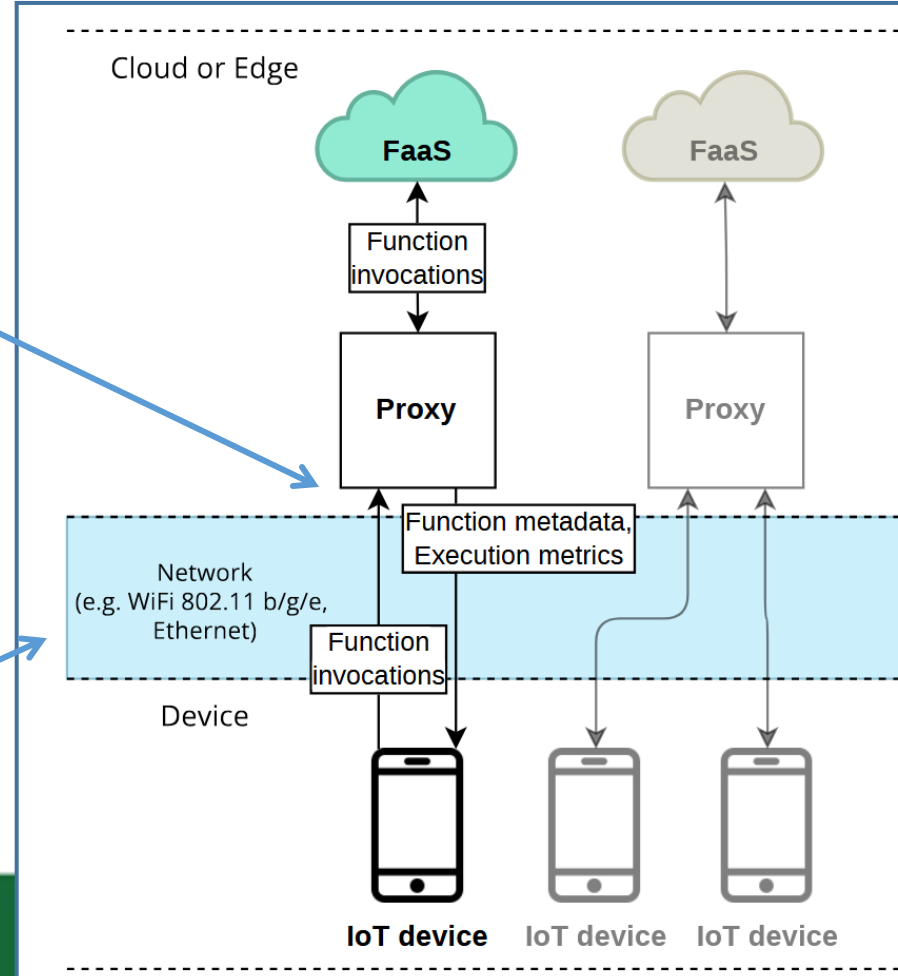 Cloud or Edge
FaaS
FaaS
Function
invocations
Proxy
Proxy
Function metadata,
Execution metrics
Network
(e.g. WiFi 802.11 b/g/e,
Ethernet)
Function
invocations
Device
IoT device
IoT device
IoT device